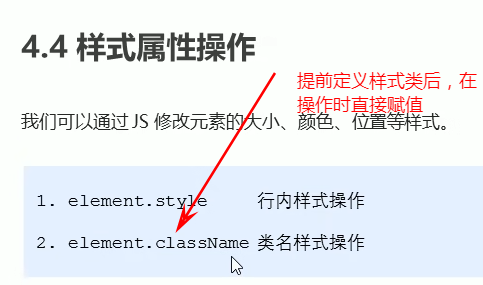 4.4 样式属性操作
提前定义样式类后，在
操作时直接赋值
我们可以通过 JS 修改元素的大小、颜色、位置等样式。
1. element.style 行内样式操作
2. element.className 类名样式操作